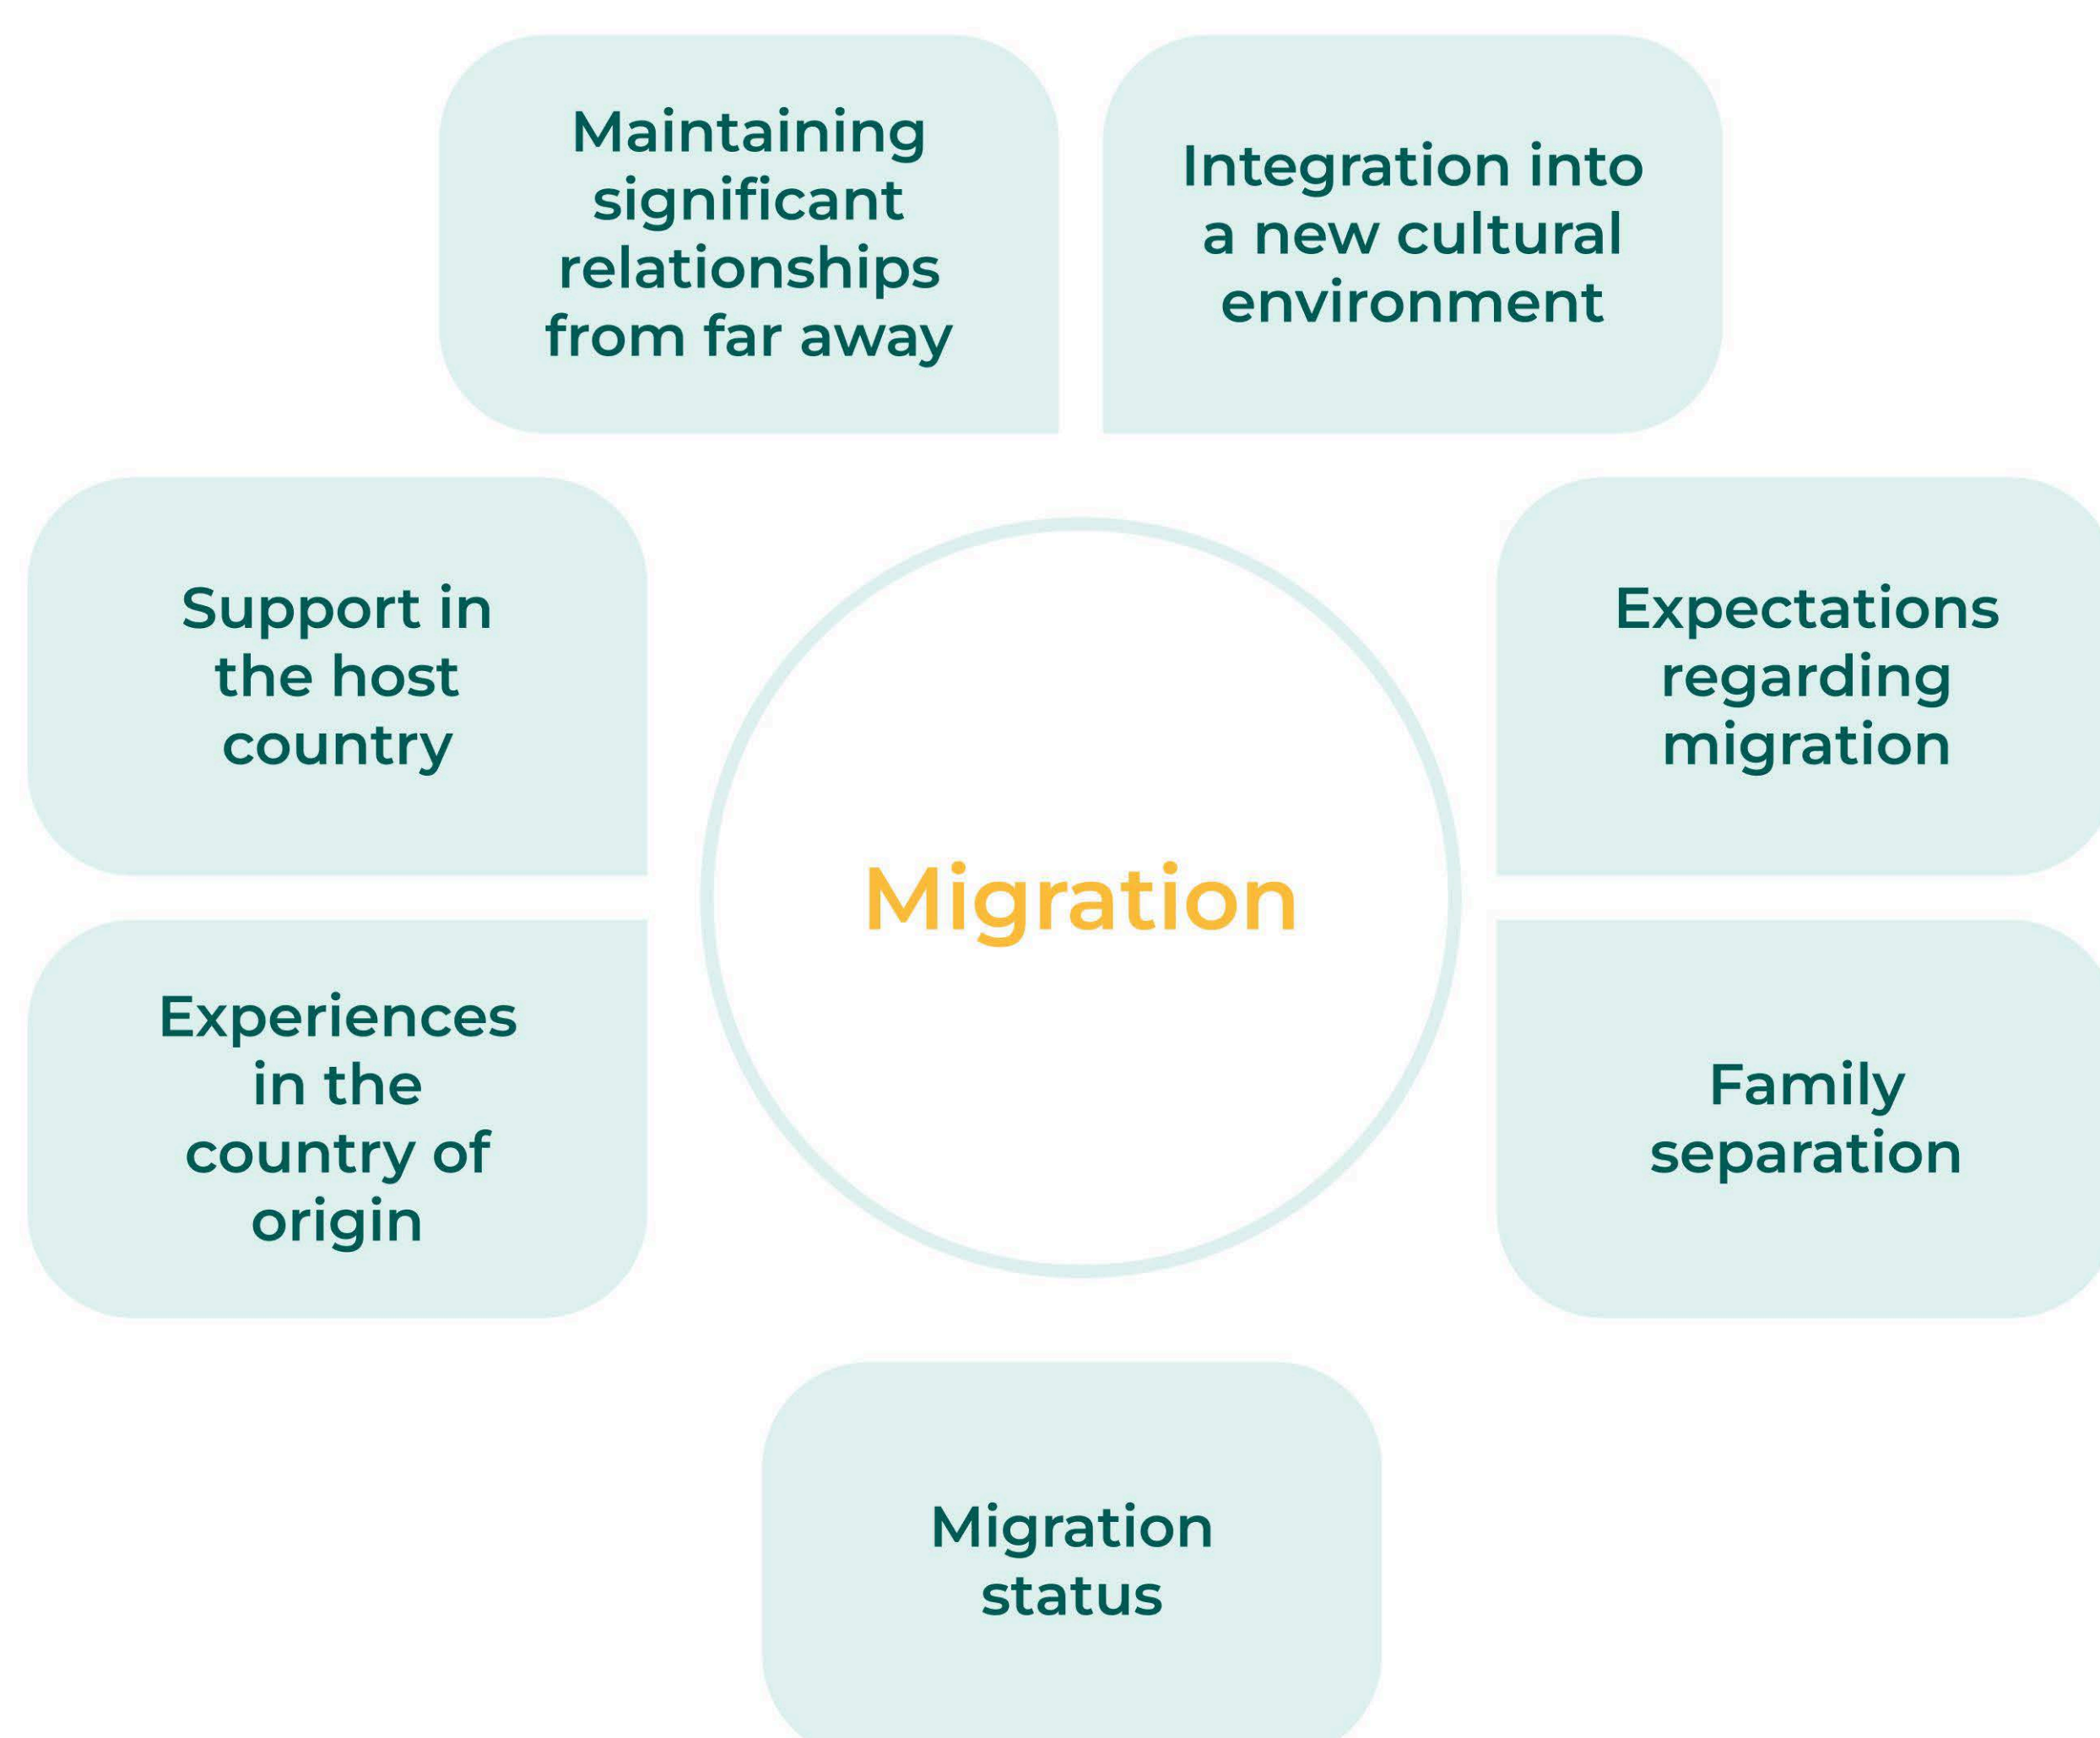 Maintaining
significant
relationships
from far away
Integration into
a new cultural
environment
Support in
the host
country
Expectations
regarding
migration
Migration
Experiences
in the
country of
origin
Family
separation
Migration
status